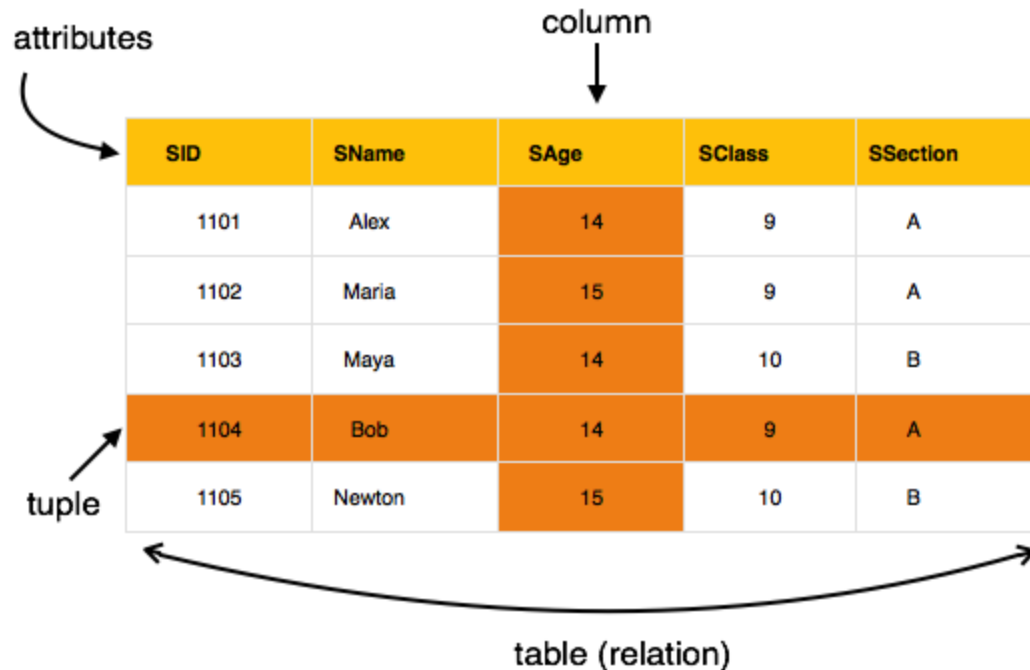 column
attributes
SID SName SAge SClass SSection
1101 Alex 14 9 A
1102 Maria 15 9 A
1103 Maya 14 10 B
1104 Bob 14 9 A
tuple
1105 Newton 15 10 B
table (relation)